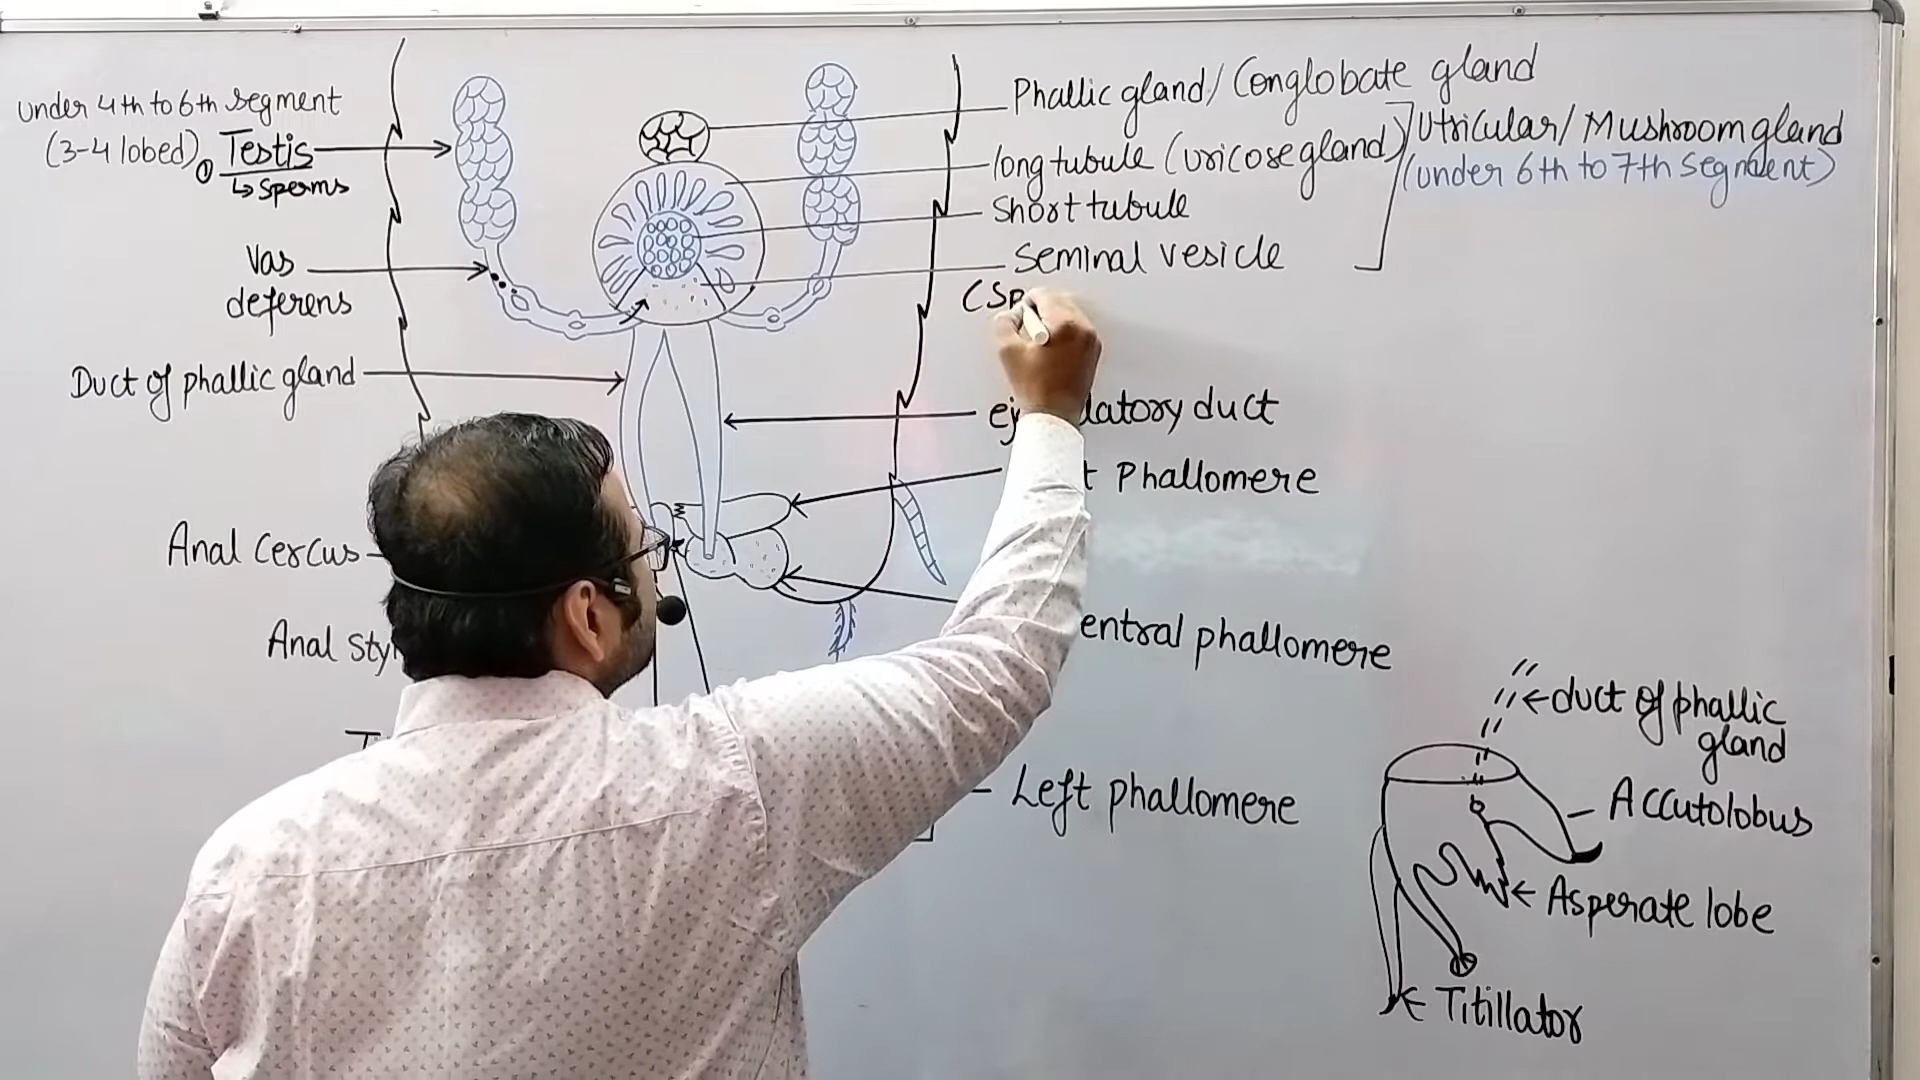 under 4th to 6th segment
(3-4 lobed) ① Testis
↳ sperms
Vas
deferens
Duct of phallic gland
Anal cercus
Anal sty
Phallic gland / Conglobate gland
long tubule (uricose gland)
Short tubule
Seminal vesicle
(Sp
Utricular / Mushroom gland
(under 6th to 7th segment)
latory duct
Phallomere
entral phallomere
Left phallomere
duct of phallic
gland
Accutolobus
Asperate lobe
Titillator